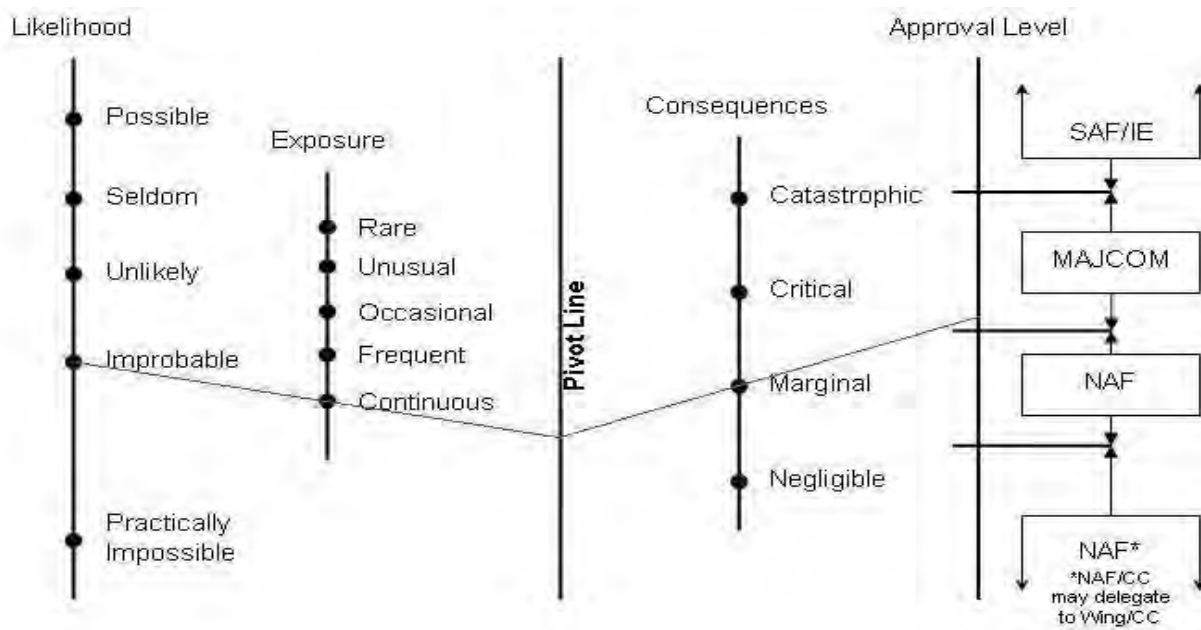 Likelihood
Possible
Seldom
Unlikely
Improbable
Practically
Impossible
Exposure
Rare
Unusual
Occasional
Frequent
Continuous
Pivot Line
Consequences
Catastrophic
Critical
Marginal
Negligible
Approval Level
SAF/IE
MAJCOM
NAF
NAF*
*NAF/CC
may delegate
to Wing/CC